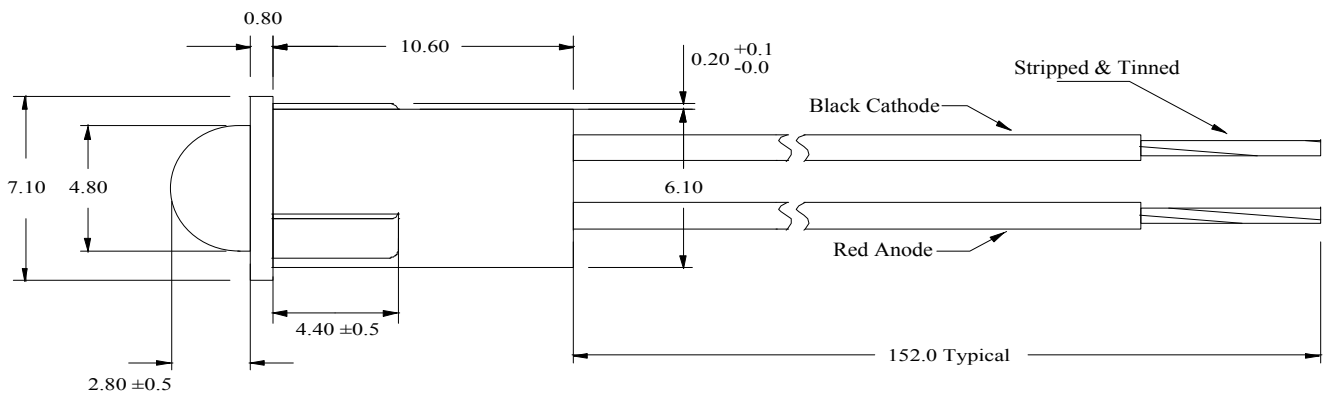 0.80
10.60
0.20 +0.1
-0.0
Stripped & Tinned
Black Cathode
7.10
4.80
6.10
Red Anode
4.40 ±0.5
152.0 Typical
2.80 ±0.5